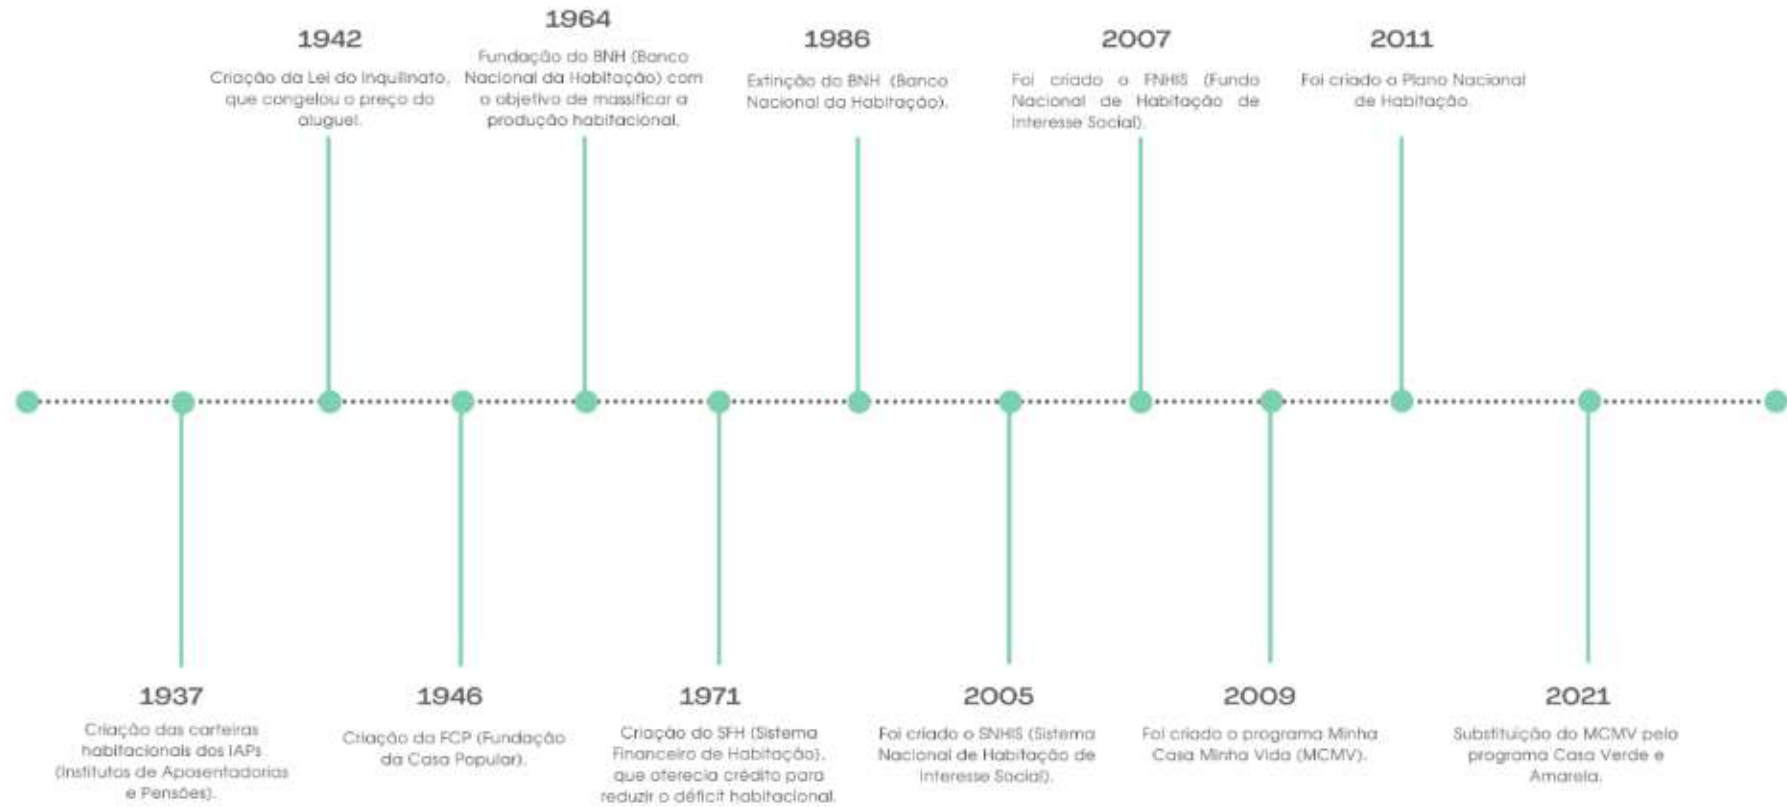 1942
Criação da Lei do Inquilinato,
que congelou o preço do
aluguel.
1964
Fundação do BNH (Banco
Nacional da Habitação) com
o objetivo de massificar a
produção habitacional.
1986
Extinção do BNH (Banco
Nacional da Habitação).
2007
Foi criado o FNHIS (Fundo
Nacional de Habitação de
Interesse Social).
2011
Foi criado o Plano Nacional
de Habitação.
1937
Criação das carteiras
habitacionais dos IAPs
(Institutos de Aposentadorias
e Pensões).
1946
Criação da FCP (Fundação
da Casa Popular).
1971
Criação do SFH (Sistema
Financeiro de Habitação),
que oferecia crédito para
reduzir o déficit habitacional.
2005
Foi criado o SNHIS (Sistema
Nacional de Habitação de
Interesse Social).
2009
Foi criado o programa Minha
Casa Minha Vida (MCMV).
2021
Substituição do MCMV pelo
programa Casa Verde e
Amarela.